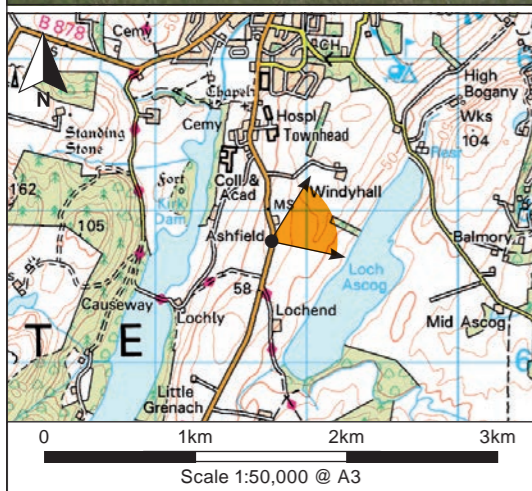 B 878
Cemy
CH
High
Bogany
Wks
104
Chapel
Hospl
Townhead
Cemy
Standing
Stone
Resr
Fort
Coll & Acad
Windyhall
MS
162
Kirk
Dam
105
Ashfield
Balmory
Loch
Ascog
58
Causeway
Lochly
Lochend
Mid Ascog
T E
6
Little
Grenach
N
0 1km 2km 3km
Scale 1:50,000 @ A3